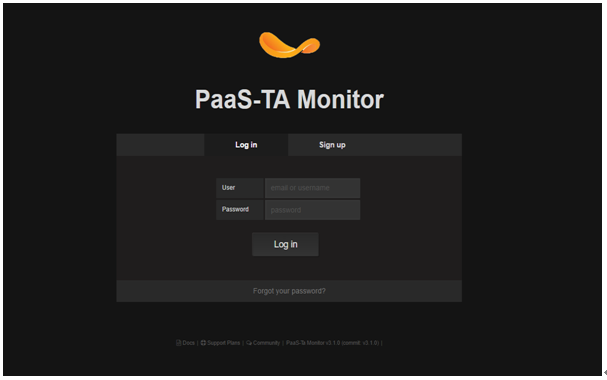 PaaS-TA Monitor
Log in Sign up
User email or username
Password password
Log in
Forgot your password?
Docs | Support Plans | Community | PaaS-Ta Monitor v3.1.0 (commit: v3.1.0) |